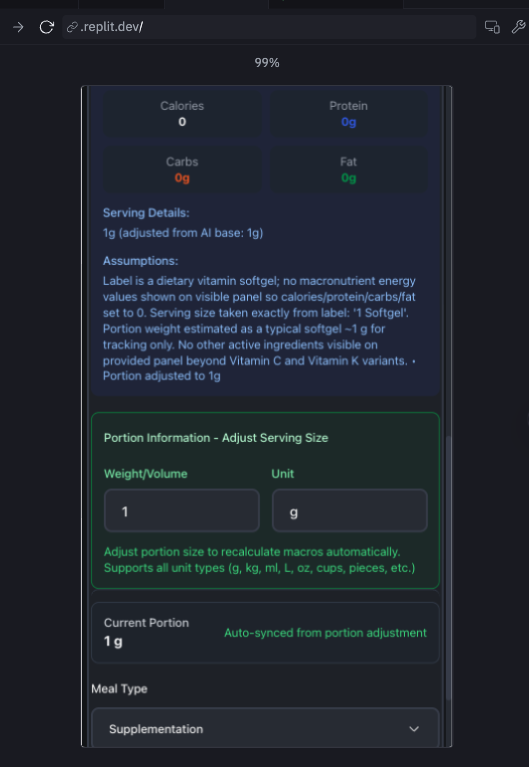 .replit.dev/
99%
Calories
0
Protein
0g
Carbs
0g
Fat
0g
Serving Details:
1g (adjusted from AI base: 1g)
Assumptions:
Label is a dietary vitamin softgel; no macronutrient energy
values shown on visible panel so calories/protein/carbs/fat
set to 0. Serving size taken exactly from label: '1 Softgel'.
Portion weight estimated as a typical softgel ~1 g for
tracking only. No other active ingredients visible on
provided panel beyond Vitamin C and Vitamin K variants. •
Portion adjusted to 1g
Portion Information - Adjust Serving Size
Weight/Volume
Unit
1
g
Adjust portion size to recalculate macros automatically.
Supports all unit types (g, kg, ml, L, oz, cups, pieces, etc.)
Current Portion
1 g
Auto-synced from portion adjustment
Meal Type
Supplementation